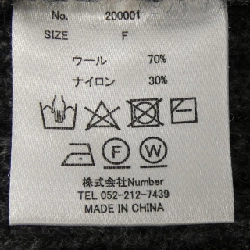 No. 200001
SIZE F
ウール 70%
ナイロン 30%
F W
株式会社Number
TEL 052-212-7439
MADE IN CHINA